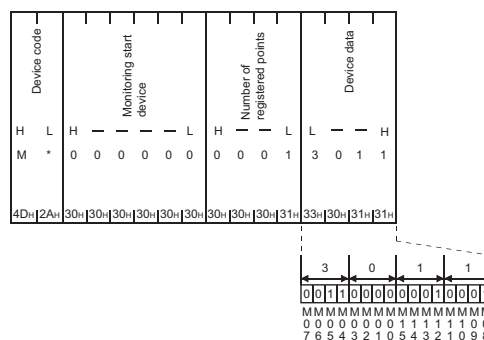 Device code
Monitoring start
device
Number of
registered points
Device data
H L H — — — — L H — — L L — — H
M * 0 0 0 0 0 0 0 0 0 1 3 0 1 1
4DH 2AH 30H 30H 30H 30H 30H 30H 30H 30H 30H 31H 33H 30H 31H 31H
3 0 1 1
0 0 1 1 0 0 0 0 0 0 0 1 0 0 0
M M M M M M M M M M M M M M M M
0 0 0 0 0 0 0 0 1 1 1 1 1 1 0 0
7 6 5 4 3 2 1 0 5 4 3 2 1 0 9 8